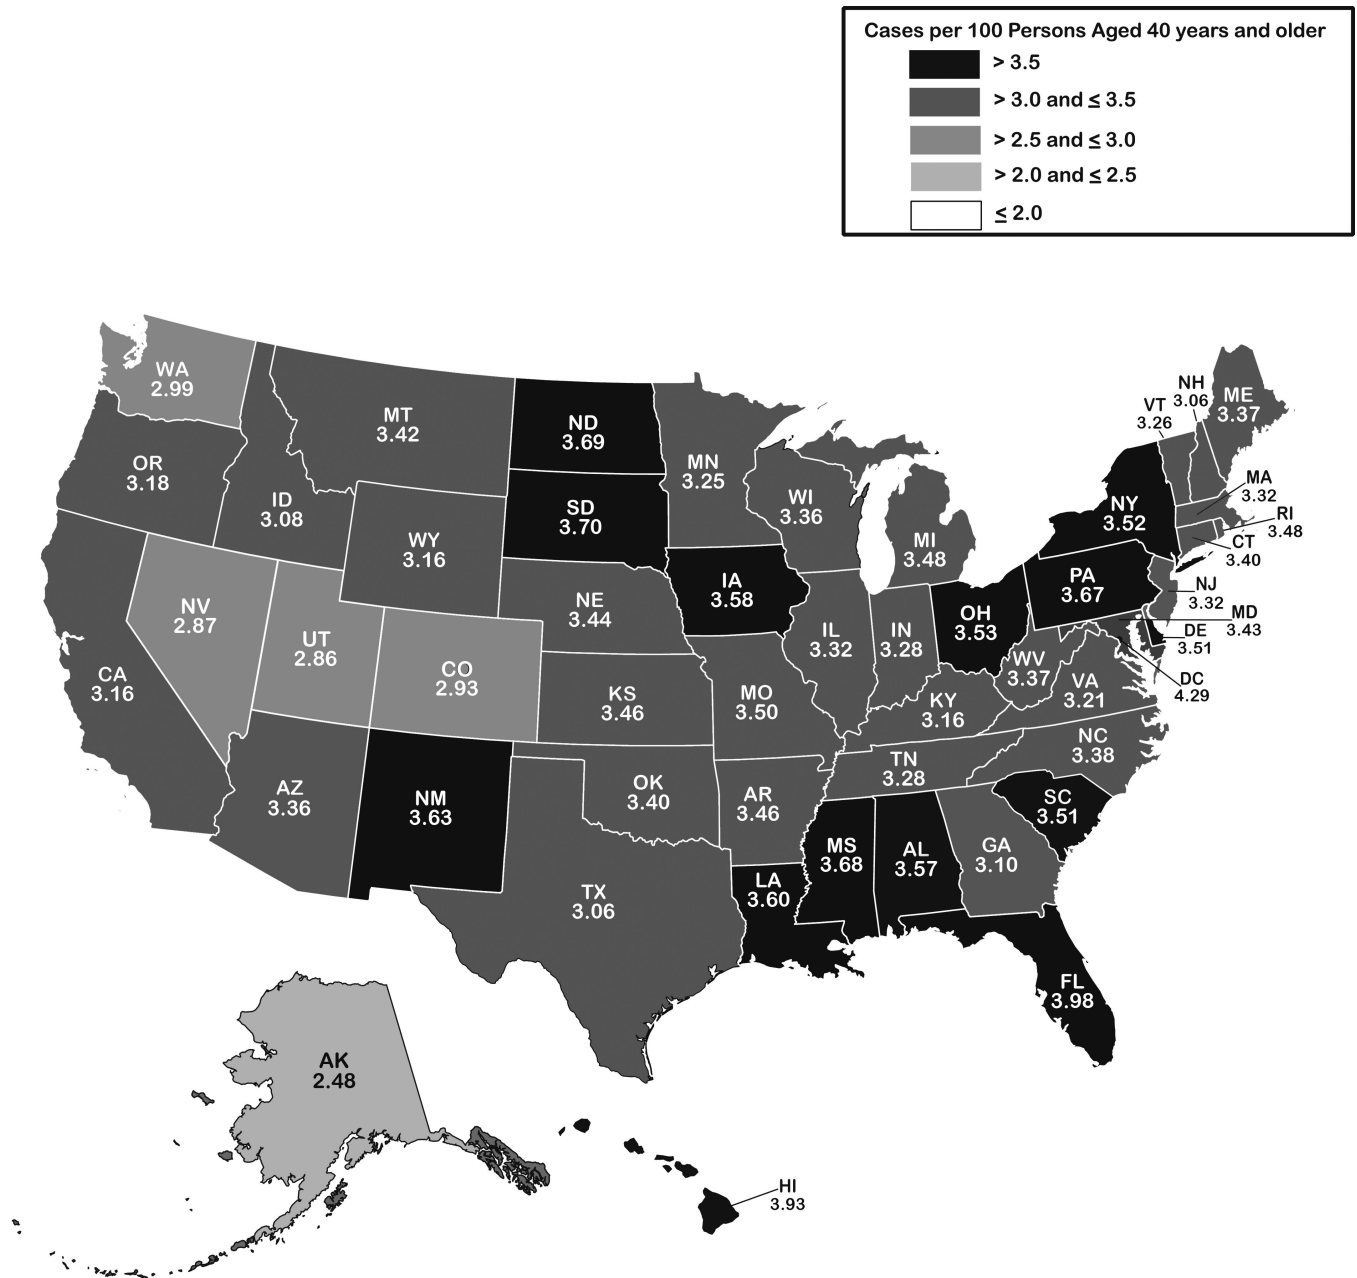 Cases per 100 Persons Aged 40 years and older
> 3.5
> 3.0 and ≤ 3.5
> 2.5 and ≤ 3.0
> 2.0 and ≤ 2.5
≤ 2.0
WA
2.99
OR
3.18
ID
3.08
MT
3.42
WY
3.16
ND
3.69
SD
3.70
MN
3.25
WI
3.36
MI
3.48
NY
3.52
VT
3.26
NH
3.06
ME
3.37
MA
3.32
RI
3.48
CT
3.40
NJ
3.32
MD
3.43
DE
3.51
DC
4.29
PA
3.67
OH
3.53
IN
3.28
IL
3.32
IA
3.58
NE
3.44
CO
2.93
UT
2.86
NV
2.87
CA
3.16
AZ
3.36
NM
3.63
KS
3.46
MO
3.50
KY
3.16
WV
3.37
VA
3.21
NC
3.38
TN
3.28
AR
3.46
OK
3.40
TX
3.06
LA
3.60
MS
3.68
AL
3.57
GA
3.10
SC
3.51
FL
3.98
AK
2.48
HI
3.93